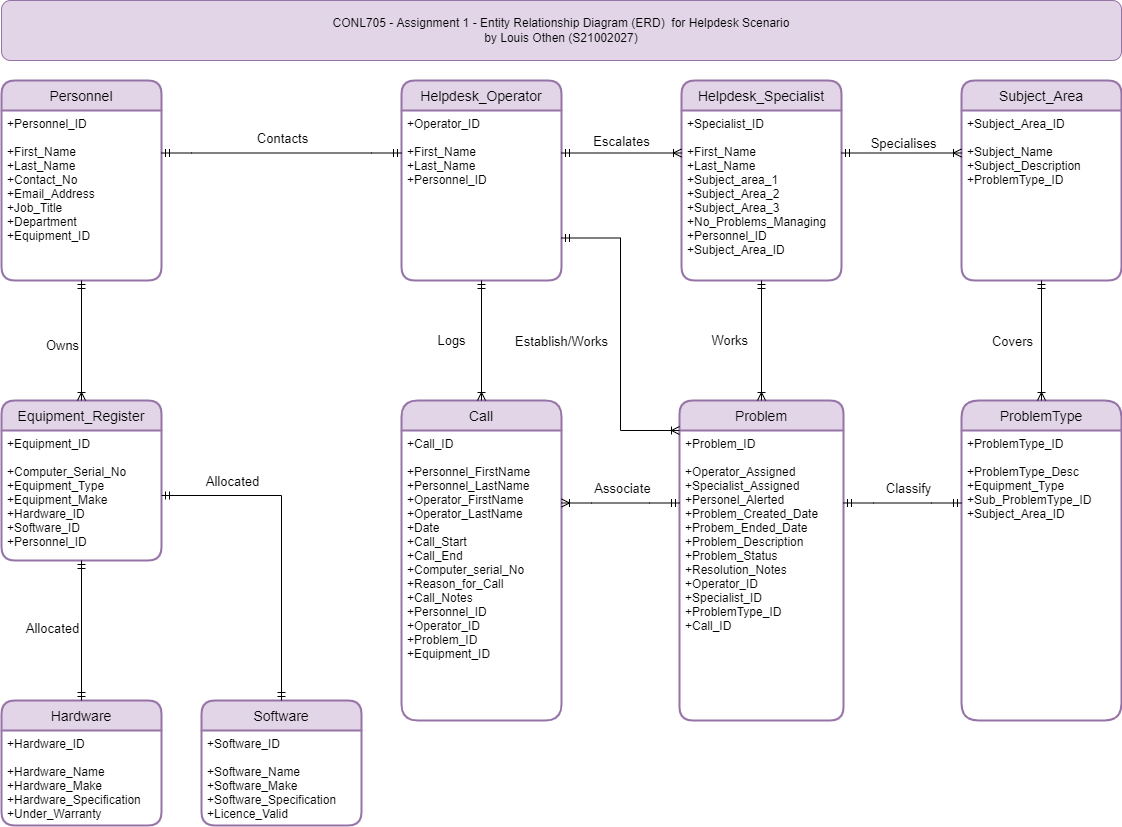 CONL705 - Assignment 1 - Entity Relationship Diagram (ERD) for Helpdesk Scenario
by Louis Othen (S21002027)
Personnel
+Personnel_ID
+First_Name
+Last_Name
+Contact_No
+Email_Address
+Job_Title
+Department
+Equipment_ID
Contacts
Helpdesk_Operator
+Operator_ID
+First_Name
+Last_Name
+Personnel_ID
Escalates
Helpdesk_Specialist
+Specialist_ID
+First_Name
+Last_Name
+Subject_area_1
+Subject_Area_2
+Subject_Area_3
+No_Problems_Managing
+Personnel_ID
+Subject_Area_ID
Specialises
Subject_Area
+Subject_Area_ID
+Subject_Name
+Subject_Description
+ProblemType_ID
Owns
Logs
Establish/Works
Works
Covers
Equipment_Register
+Equipment_ID
+Computer_Serial_No
+Equipment_Type
+Equipment_Make
+Hardware_ID
+Software_ID
+Personnel_ID
Allocated
Call
+Call_ID
+Personnel_FirstName
+Personnel_LastName
+Operator_FirstName
+Operator_LastName
+Date
+Call_Start
+Call_End
+Computer_serial_No
+Reason_for_Call
+Call_Notes
+Personnel_ID
+Operator_ID
+Problem_ID
+Equipment_ID
Associate
Problem
+Problem_ID
+Operator_Assigned
+Specialist_Assigned
+Personel_Alerted
+Problem_Created_Date
+Probem_Ended_Date
+Problem_Description
+Problem_Status
+Resolution_Notes
+Operator_ID
+Specialist_ID
+ProblemType_ID
+Call_ID
Classify
ProblemType
+ProblemType_ID
+ProblemType_Desc
+Equipment_Type
+Sub_ProblemType_ID
+Subject_Area_ID
Allocated
Hardware
+Hardware_ID
+Hardware_Name
+Hardware_Make
+Hardware_Specification
+Under_Warranty
Software
+Software_ID
+Software_Name
+Software_Make
+Software_Specification
+Licence_Valid